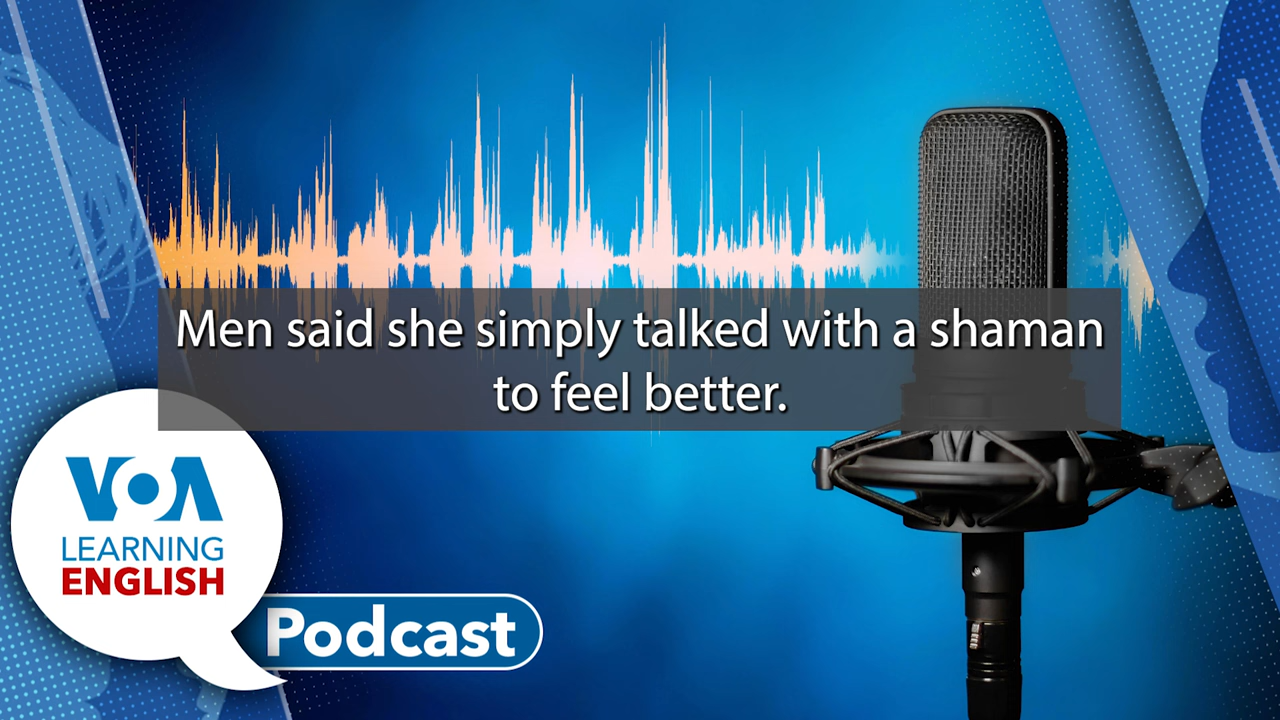 Men said she simply talked with a shaman
to feel better.
VOA
LEARNING
ENGLISH
Podcast